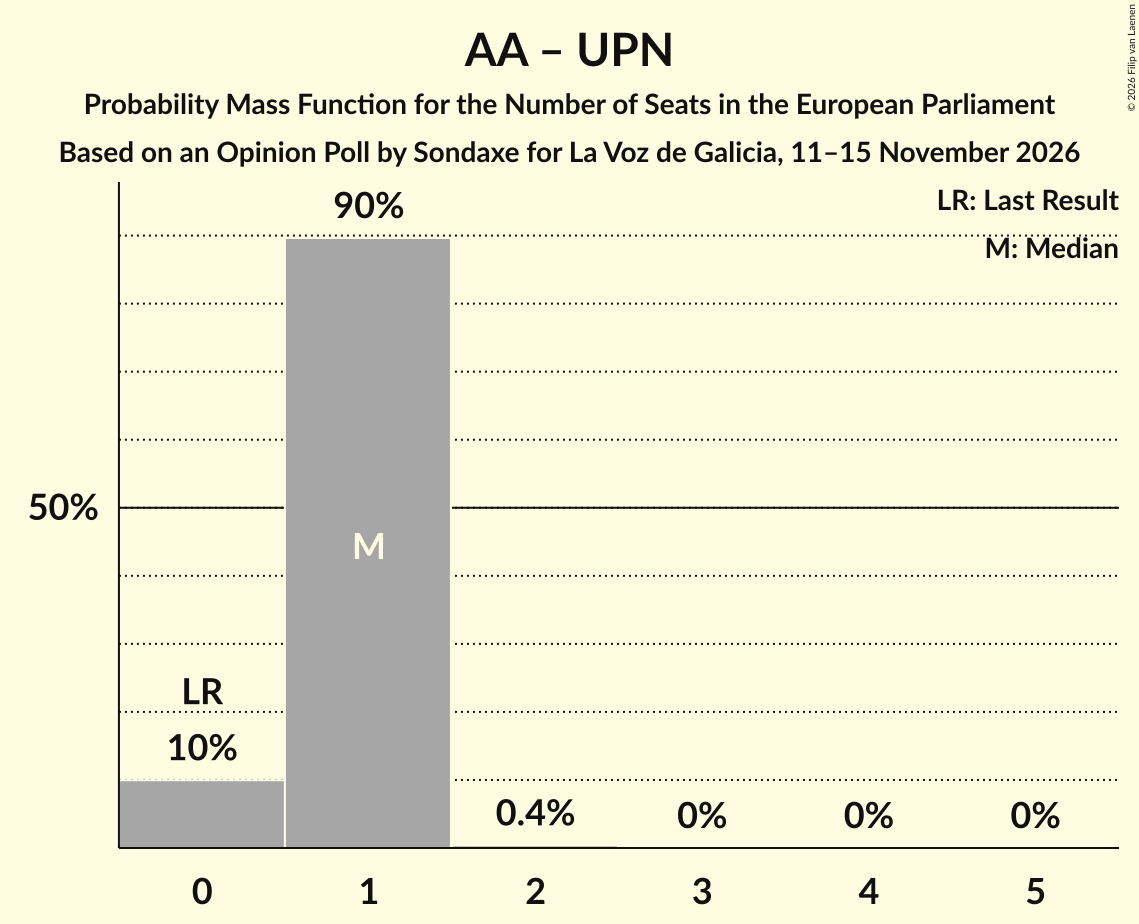 AA – UPN
Probability Mass Function for the Number of Seats in the European Parliament
Based on an Opinion Poll by Sondaxe for La Voz de Galicia, 11–15 November 2026
© 2026 Filip van Laenen
LR: Last Result
M: Median
90%
50%
M
LR
10%
0.4%
0%
0%
0%
0
1
2
3
4
5